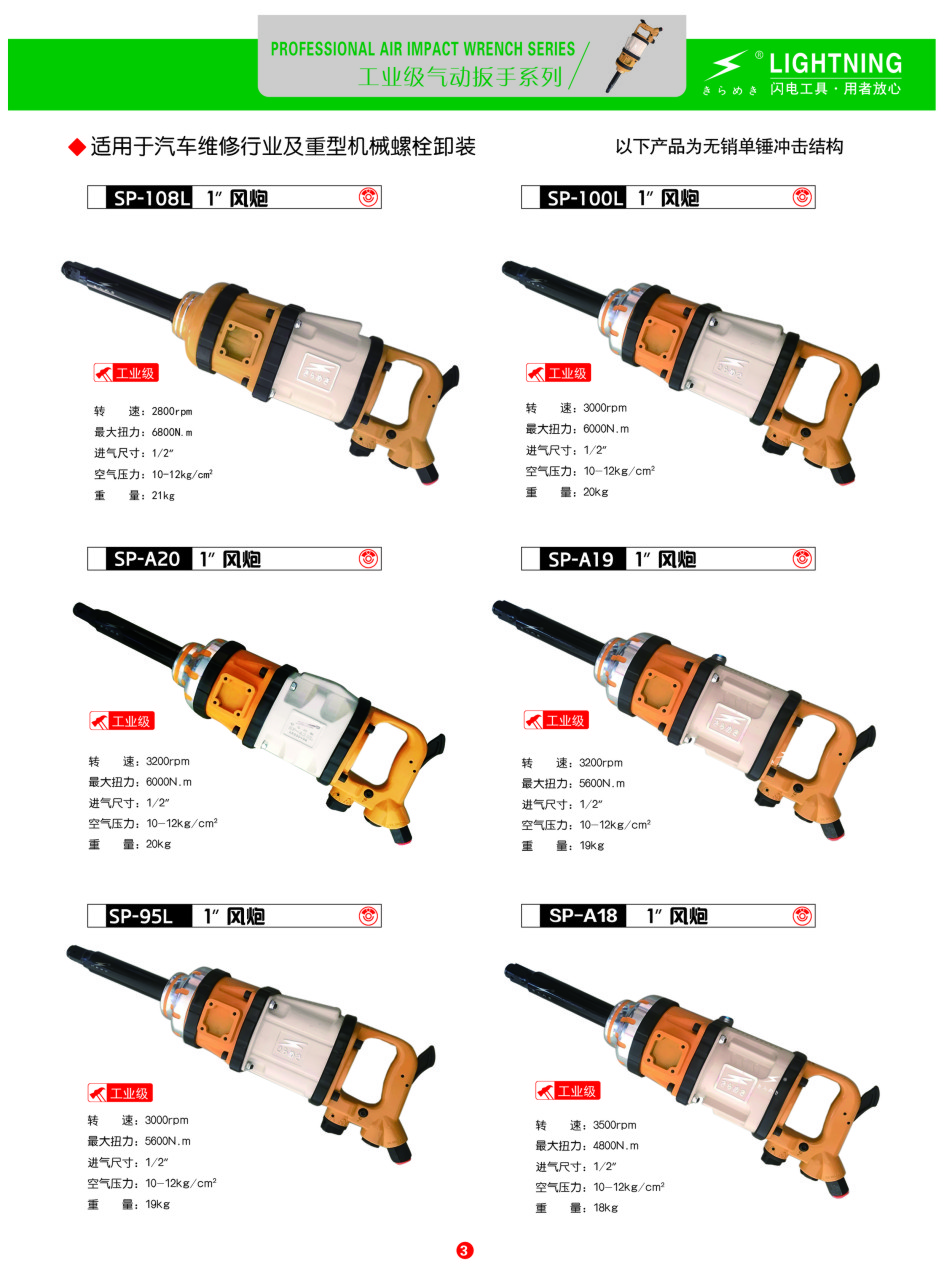 PROFESSIONAL AIR IMPACT WRENCH SERIES
工业级气动扳手系列
® LIGHTNING
きらめき 闪电工具·用者放心
适用于汽车维修行业及重型机械螺栓卸装
以下产品为无销单锤冲击结构
SP-108L 1″ 风炮
工业级
转 速：2800rpm
最大扭力：6800N.m
进气尺寸：1/2″
空气压力：10-12kg/cm²
重 量：21kg
SP-100L 1″ 风炮
工业级
转 速：3000rpm
最大扭力：6000N.m
进气尺寸：1/2″
空气压力：10-12kg/cm²
重 量：20kg
SP-A20 1″ 风炮
工业级
转 速：3200rpm
最大扭力：6000N.m
进气尺寸：1/2″
空气压力：10-12kg/cm²
重 量：20kg
SP-A19 1″ 风炮
工业级
转 速：3200rpm
最大扭力：5600N.m
进气尺寸：1/2″
空气压力：10-12kg/cm²
重 量：19kg
SP-95L 1″ 风炮
工业级
转 速：3000rpm
最大扭力：5600N.m
进气尺寸：1/2″
空气压力：10-12kg/cm²
重 量：19kg
SP-A18 1″ 风炮
工业级
转 速：3500rpm
最大扭力：4800N.m
进气尺寸：1/2″
空气压力：10-12kg/cm²
重 量：18kg
3